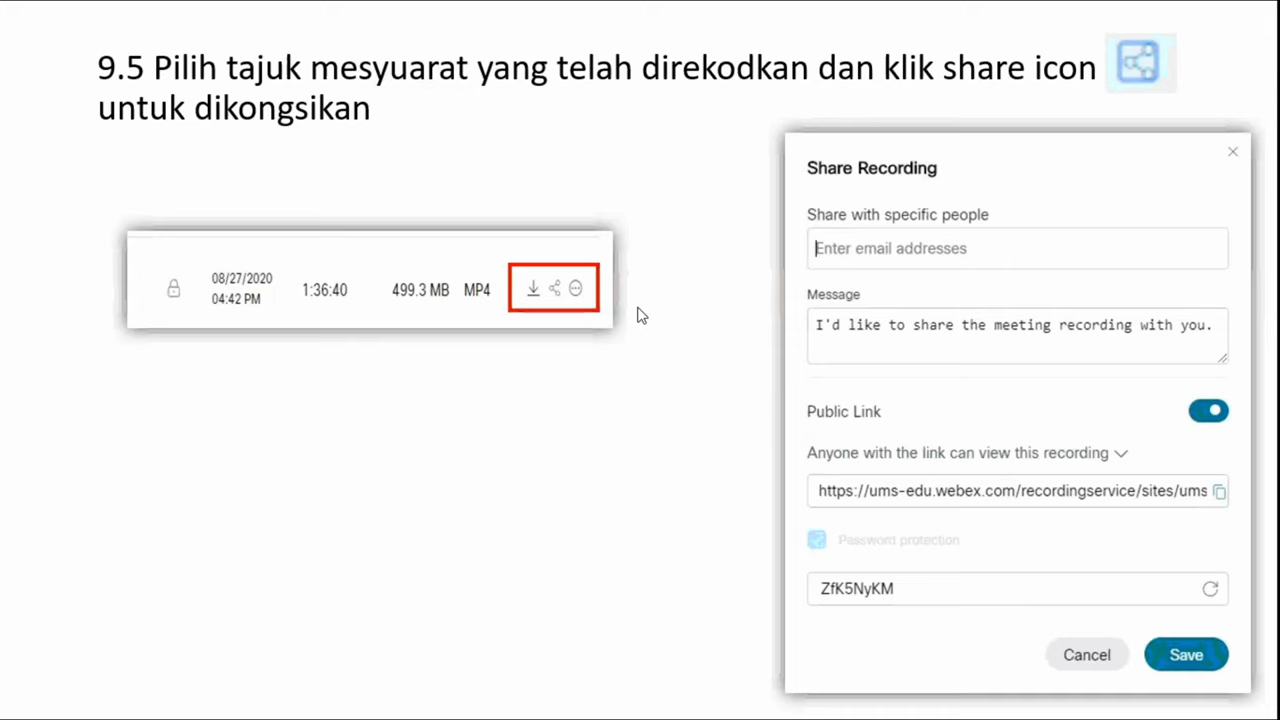 9.5 Pilih tajuk mesyuarat yang telah direkodkan dan klik share icon
untuk dikongsikan
08/27/2020
04:42 PM
1:36:40
499.3 MB
MP4
Share Recording
Share with specific people
Enter email addresses
Message
I'd like to share the meeting recording with you.
Public Link
Anyone with the link can view this recording
https://ums-edu.webex.com/recordingservice/sites/ums
Password protection
ZfK5NyKM
Cancel
Save